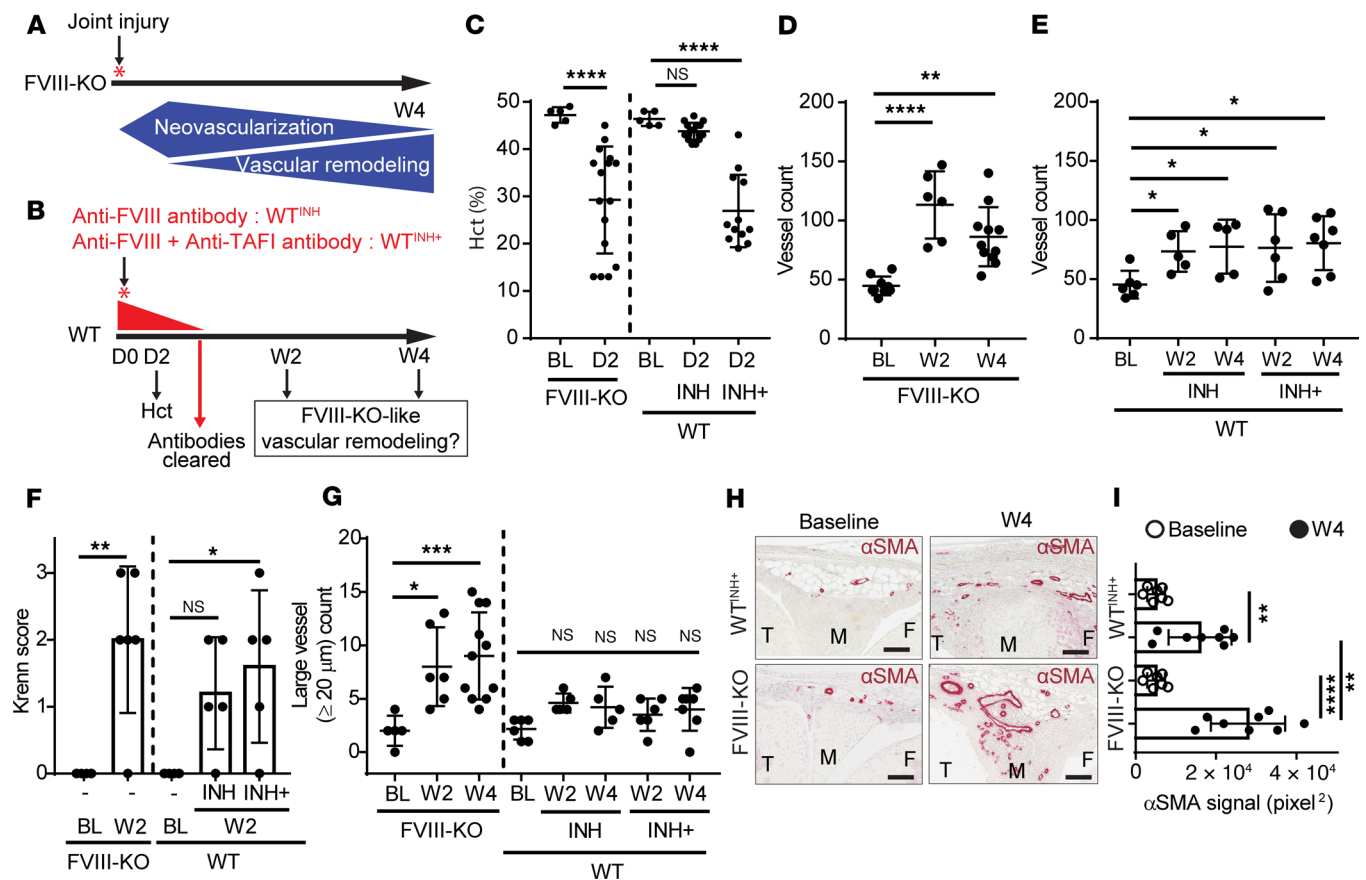 A
Joint injury
*
FVIII-KO
W4
Neovascularization
Vascular remodeling
B
Anti-FVIII antibody : WT^INH
Anti-FVIII + Anti-TAFI antibody : WT^INH+
*
WT
D0 D2 W2 W4
Hct
Antibodies
cleared
FVIII-KO-like
vascular remodeling?
C
Hct (%)
50
40
30
20
10
0
****
****
NS
BL D2 BL D2 D2
FVIII-KO INH INH+
WT
D
Vessel count
200
150
100
50
0
**
****
BL W2 W4
FVIII-KO
E
Vessel count
200
150
100
50
0
*
*
*
*
BL W2 W4 W2 W4
INH INH+
WT
F
Krenn score
3
2
1
0
**
*
NS
- - - INH INH+
BL W2 BL W2
FVIII-KO WT
G
Large vessel
(≥ 20 μm) count
20
15
10
5
0
***
*
NS NS NS NS
BL W2 W4 BL W2 W4 W2 W4
FVIII-KO INH INH+
WT
H
Baseline W4
WT^INH+
αSMA αSMA
T M F T M F
FVIII-KO
αSMA αSMA
T M F T M F
I
Baseline W4
WT^INH+
FVIII-KO
**
**
****
0 2 × 10⁴ 4 × 10⁴
αSMA signal (pixel²)